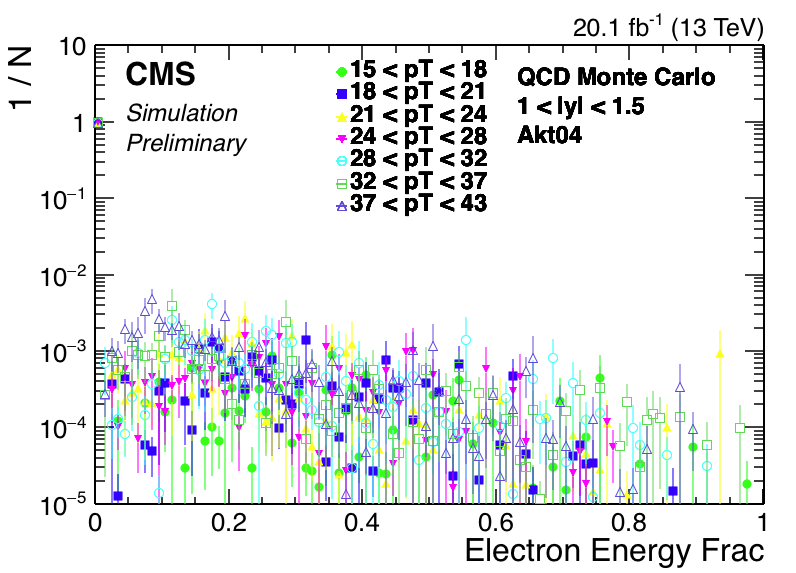 20.1 fb⁻¹ (13 TeV)
1 / N
10
1
10⁻¹
10⁻²
10⁻³
10⁻⁴
10⁻⁵
CMS
Simulation
Preliminary
15 < pT < 18
18 < pT < 21
21 < pT < 24
24 < pT < 28
28 < pT < 32
32 < pT < 37
37 < pT < 43
QCD Monte Carlo
1 < |y| < 1.5
Akt04
0 0.2 0.4 0.6 0.8 1
Electron Energy Frac